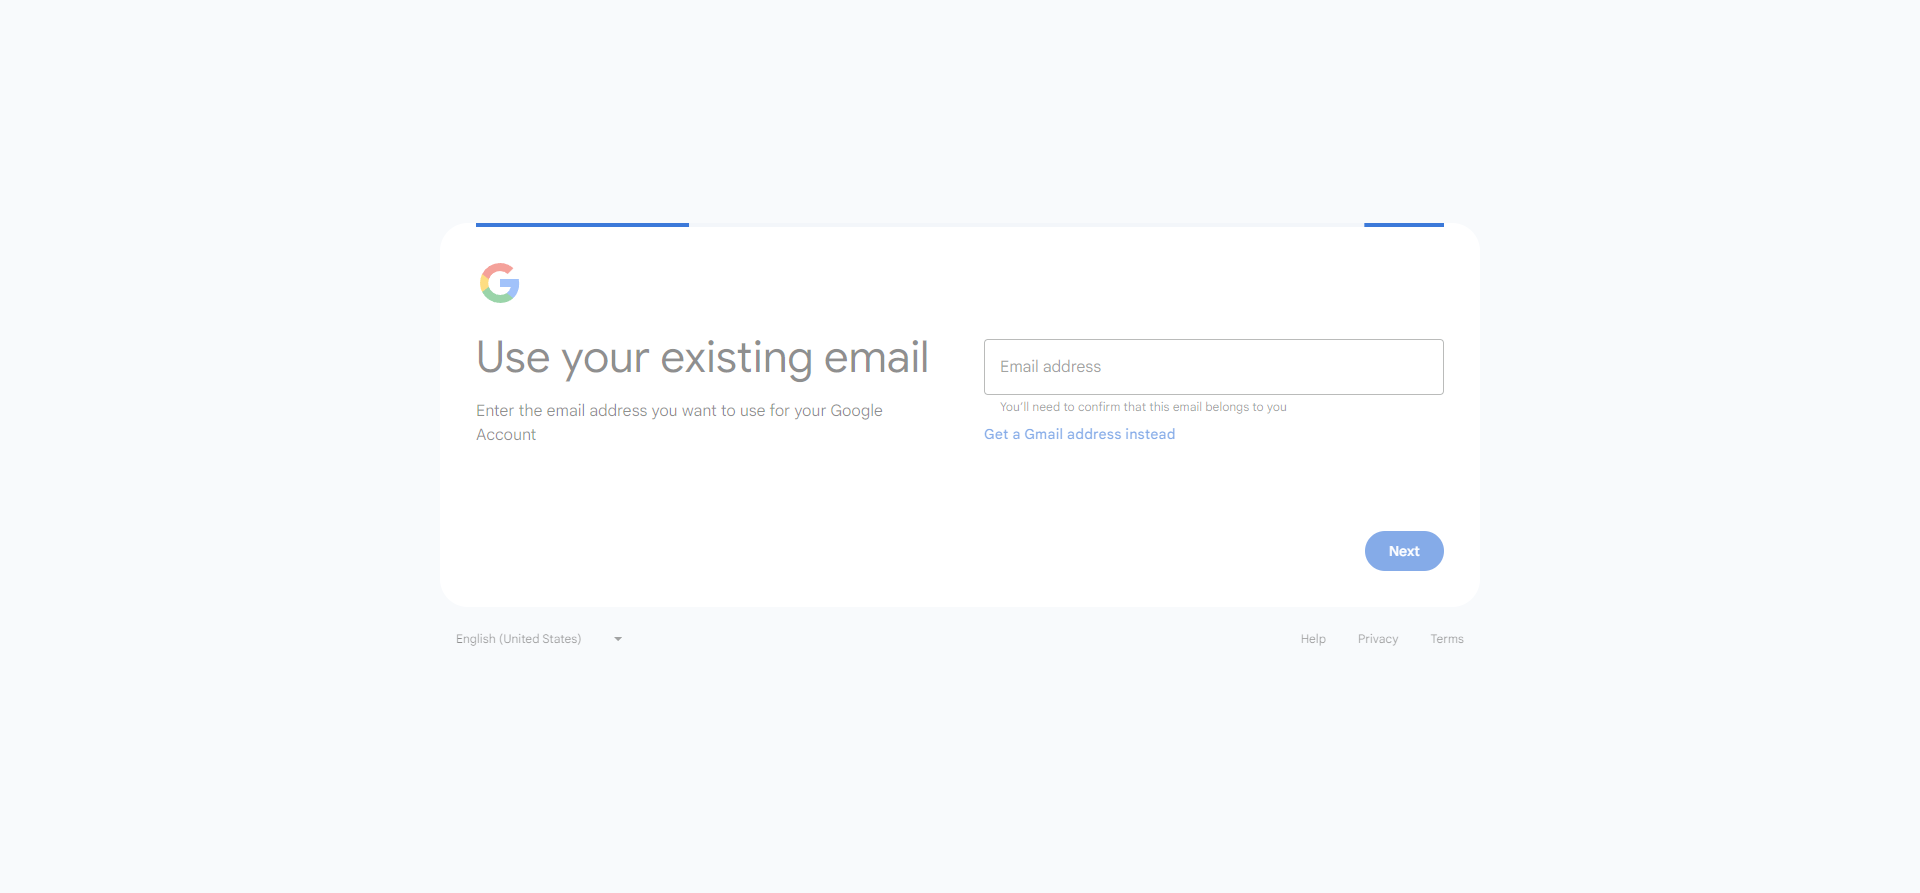 Use your existing email
Enter the email address you want to use for your Google
Account
Email address
You'll need to confirm that this email belongs to you
Get a Gmail address instead
Next
English (United States)
Help
Privacy
Terms